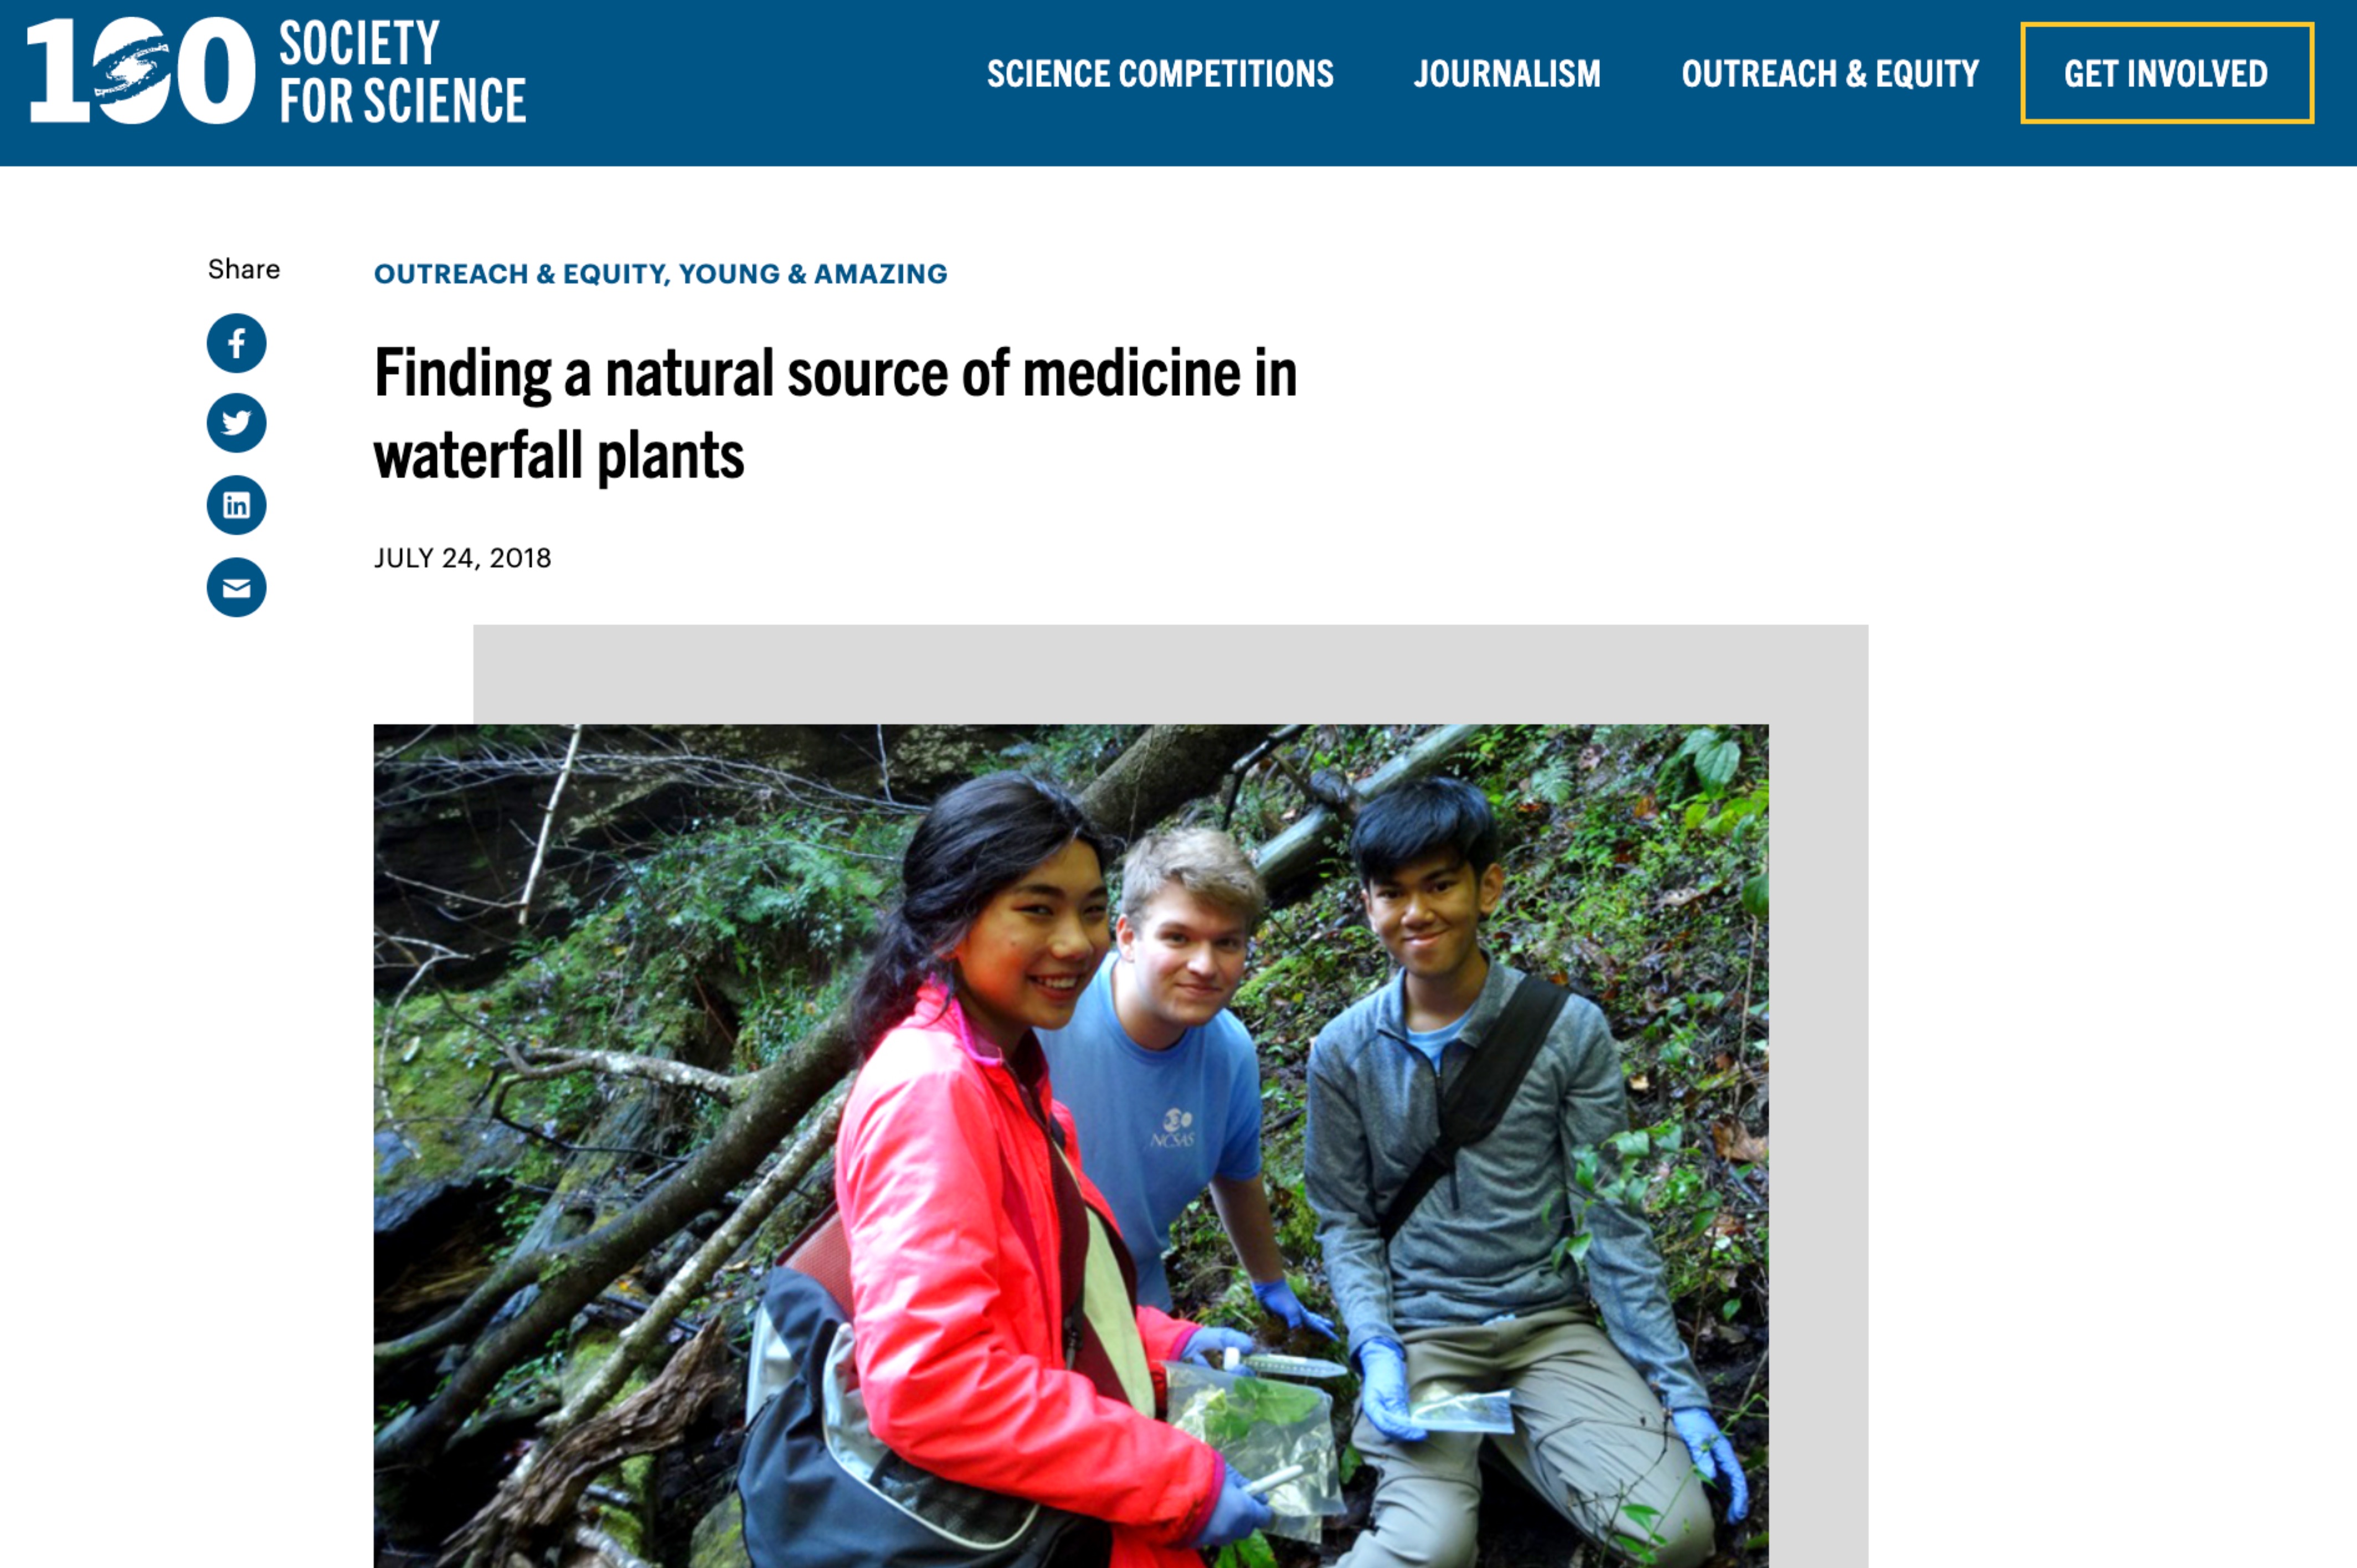 100 SOCIETY
FOR SCIENCE
SCIENCE COMPETITIONS
JOURNALISM
OUTREACH & EQUITY
GET INVOLVED
Share
OUTREACH & EQUITY, YOUNG & AMAZING
Finding a natural source of medicine in
waterfall plants
JULY 24, 2018
NCSAS